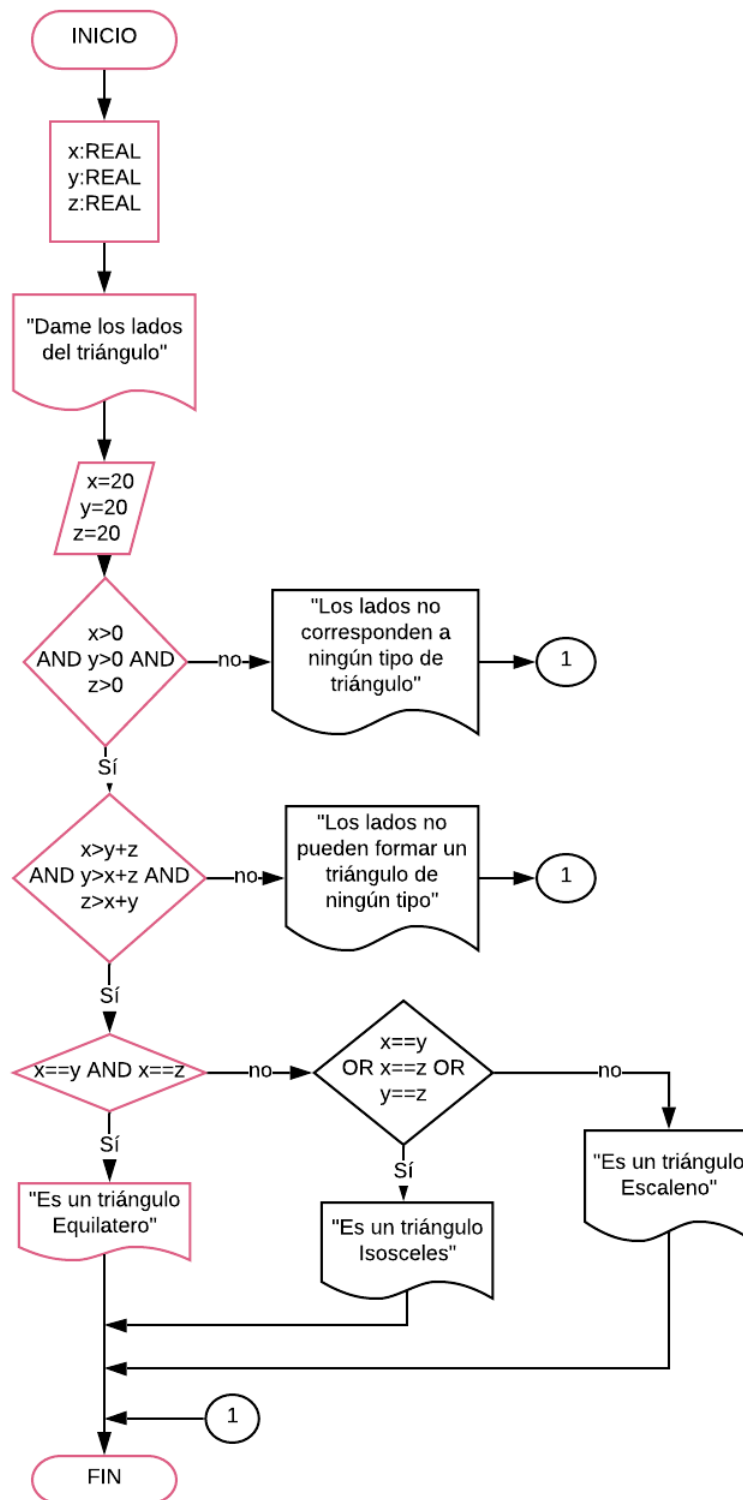 INICIO
x:REAL
y:REAL
z:REAL
"Dame los lados
del triángulo"
x=20
y=20
z=20
x>0
AND y>0 AND
z>0
no
"Los lados no
corresponden a
ningún tipo de
triángulo"
1
Sí
x>y+z
AND y>x+z AND
z>x+y
no
"Los lados no
pueden formar un
triángulo de
ningún tipo"
1
Sí
x==y AND x==z
no
x==y
OR x==z OR
y==z
no
Sí
"Es un triángulo
Equilatero"
Sí
"Es un triángulo
Isosceles"
"Es un triángulo
Escaleno"
1
FIN